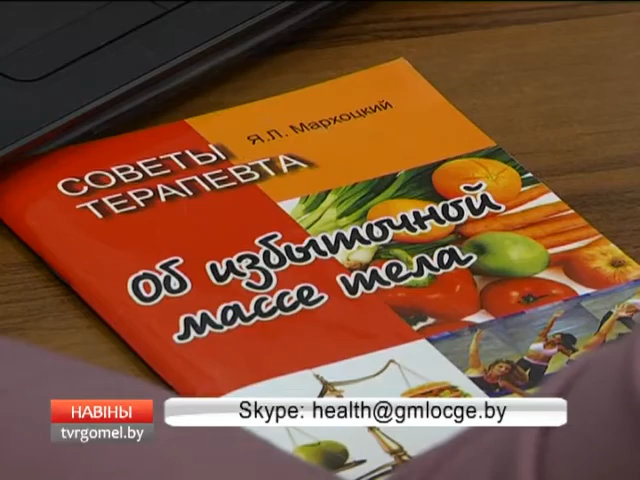 Я.Л. Мархоцкий
СОВЕТЫ
ТЕРАПЕВТА
Об избыточной
массе тела
НАВІНЫ
tvrgomel.by
Skype: health@gmlocge.by